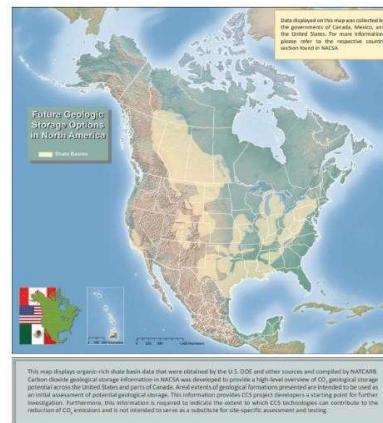 Data displayed on this map was collected by
the governments of Canada, Mexico, and
the United States. For more information,
please refer to the respective country
section found in NACSA.
Future Geologic
Storage Options
in North America
Shale Basins
This map displays organic-rich shale basin data that were obtained by the U.S. DOE and other sources and compiled by NATCARB.
Carbon dioxide geological storage information in NACSA was developed to provide a high-level overview of CO₂ geological storage
potential across the United States and parts of Canada. Areal extents of geological formations presented are intended to be used as
an initial assessment of potential geological storage. This information provides CCS project developers a starting point for further
investigation. Furthermore, this information is required to indicate the extent to which CCS technologies can contribute to the
reduction of CO₂ emissions and is not intended to serve as a substitute for site-specific assessment and testing.